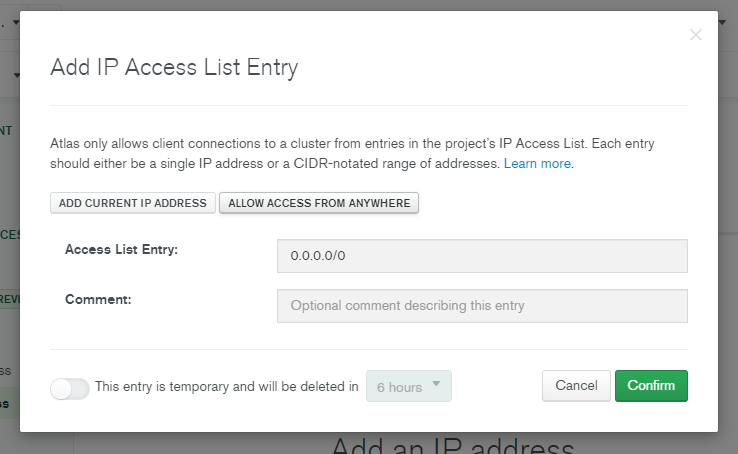 Add IP Access List Entry
NT
Atlas only allows client connections to a cluster from entries in the project's IP Access List. Each entry
should either be a single IP address or a CIDR-notated range of addresses. Learn more.
ADD CURRENT IP ADDRESS
ALLOW ACCESS FROM ANYWHERE
Access List Entry:
0.0.0.0/0
Comment:
Optional comment describing this entry
This entry is temporary and will be deleted in
6 hours
Cancel
Confirm
Add an IP address